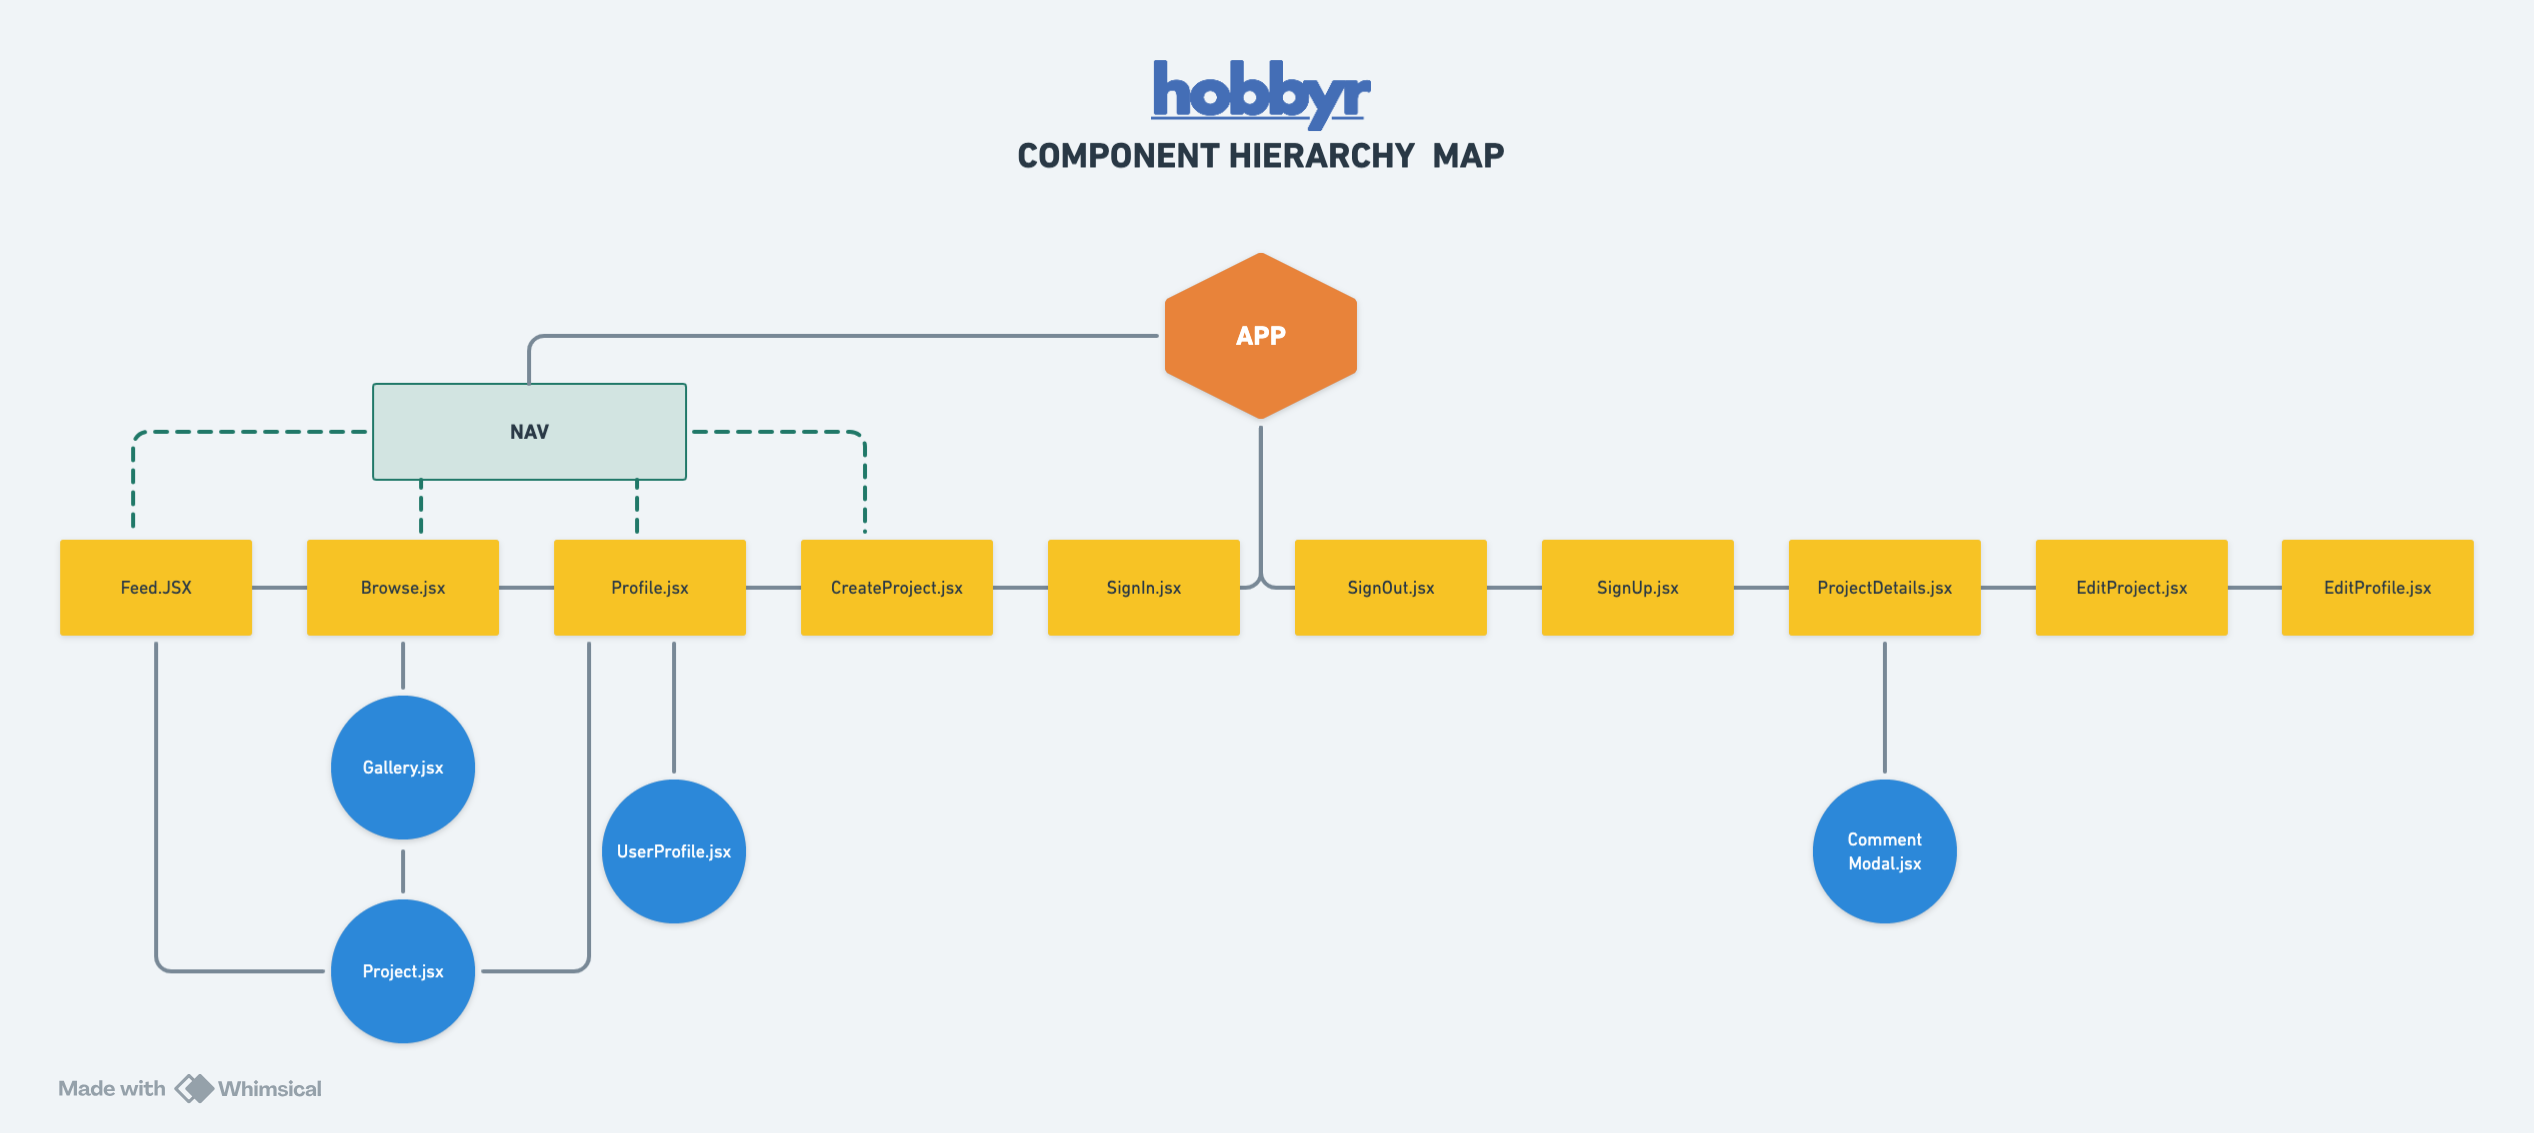 hobbyr
COMPONENT HIERARCHY MAP
APP
NAV
Feed.JSX
Browse.jsx
Profile.jsx
CreateProject.jsx
SignIn.jsx
SignOut.jsx
SignUp.jsx
ProjectDetails.jsx
EditProject.jsx
EditProfile.jsx
Gallery.jsx
UserProfile.jsx
Comment
Modal.jsx
Project.jsx
Made with Whimsical